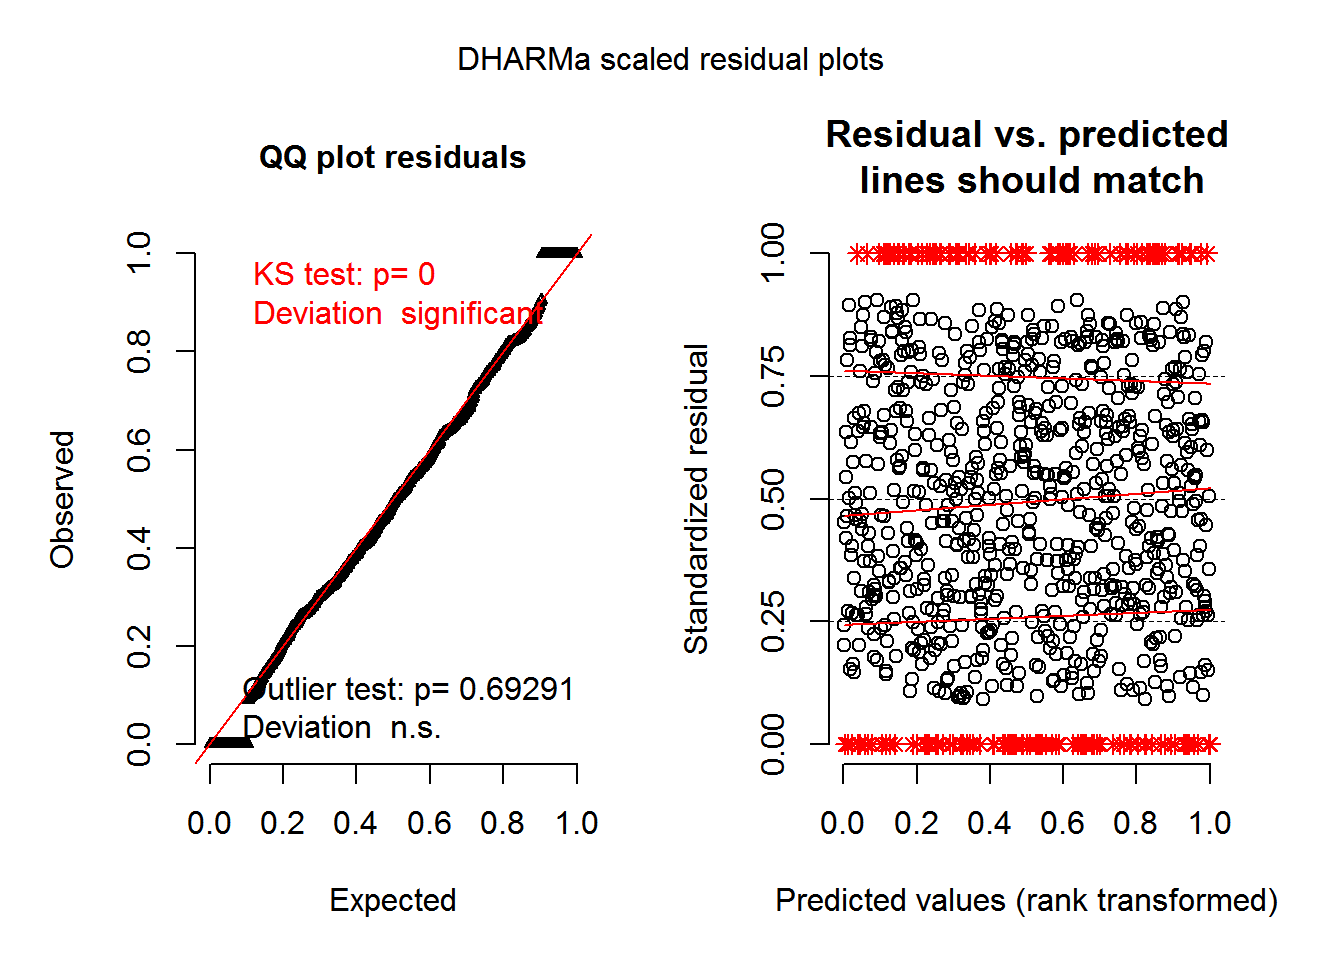 DHARMa scaled residual plots
QQ plot residuals
KS test: p= 0
Deviation  significant
Outlier test: p= 0.69291
Deviation  n.s.
Observed
0.0 0.2 0.4 0.6 0.8 1.0
0.0 0.2 0.4 0.6 0.8 1.0
Expected
Residual vs. predicted
lines should match
Standardized residual
0.00 0.25 0.50 0.75 1.00
0.0 0.2 0.4 0.6 0.8 1.0
Predicted values (rank transformed)